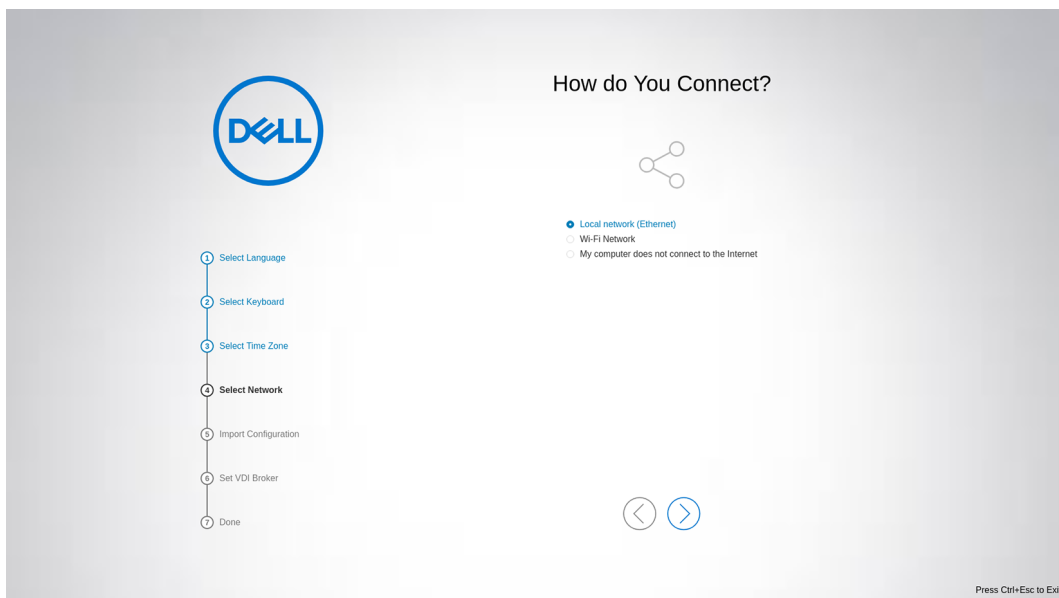 DELL
How do You Connect?
Local network (Ethernet)
Wi-Fi Network
My computer does not connect to the Internet
1 Select Language
2 Select Keyboard
3 Select Time Zone
4 Select Network
5 Import Configuration
6 Set VDI Broker
7 Done
Press Ctrl+Esc to Exi